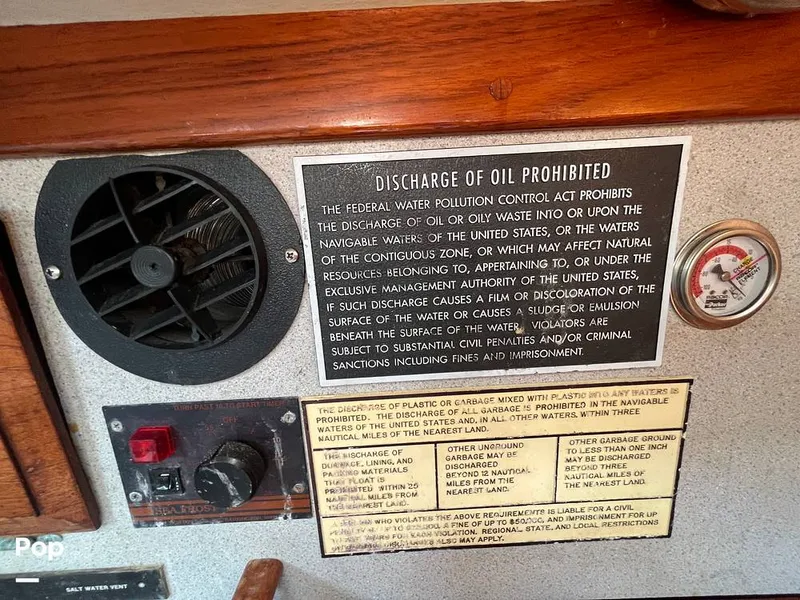 DISCHARGE OF OIL PROHIBITED
THE FEDERAL WATER POLLUTION CONTROL ACT PROHIBITS
THE DISCHARGE OF OIL OR OILY WASTE INTO OR UPON THE
NAVIGABLE WATERS OF THE UNITED STATES, OR THE WATERS
OF THE CONTIGUOUS ZONE, OR WHICH MAY AFFECT NATURAL
RESOURCES BELONGING TO, APPERTAINING TO, OR UNDER THE
EXCLUSIVE MANAGEMENT AUTHORITY OF THE UNITED STATES,
IF SUCH DISCHARGE CAUSES A FILM OR DISCOLORATION OF THE
SURFACE OF THE WATER OR CAUSES A SLUDGE OR EMULSION
BENEATH THE SURFACE OF THE WATER. VIOLATORS ARE
SUBJECT TO SUBSTANTIAL CIVIL PENALTIES AND/OR CRIMINAL
SANCTIONS INCLUDING FINES AND IMPRISONMENT.
Parker
THE DISCHARGE OF PLASTIC OR GARBAGE MIXED WITH PLASTIC INTO ANY WATERS IS
PROHIBITED. THE DISCHARGE OF ALL GARBAGE IS PROHIBITED IN THE NAVIGABLE
WATERS OF THE UNITED STATES AND, IN ALL OTHER WATERS, WITHIN THREE
NAUTICAL MILES OF THE NEAREST LAND.
THE DISCHARGE OF
DUNNAGE, LINING, AND
PACKING MATERIALS
THAT FLOAT IS
PROHIBITED WITHIN 25
NAUTICAL MILES FROM
THE NEAREST LAND.
OTHER UNGROUND
GARBAGE MAY BE
DISCHARGED
BEYOND 12 NAUTICAL
MILES FROM THE
NEAREST LAND.
OTHER GARBAGE GROUND
TO LESS THAN ONE INCH
MAY BE DISCHARGED
BEYOND THREE
NAUTICAL MILES OF
THE NEAREST LAND.
WHO VIOLATES THE ABOVE REQUIREMENTS IS LIABLE FOR A CIVIL
A FINE OF UP TO $50,000, AND IMPRISONMENT FOR UP
FOR EACH VIOLATION. REGIONAL, STATE, AND LOCAL RESTRICTIONS
ALSO MAY APPLY.
TURN PAST 10 TO START
OFF
Pop
SALT WATER VENT